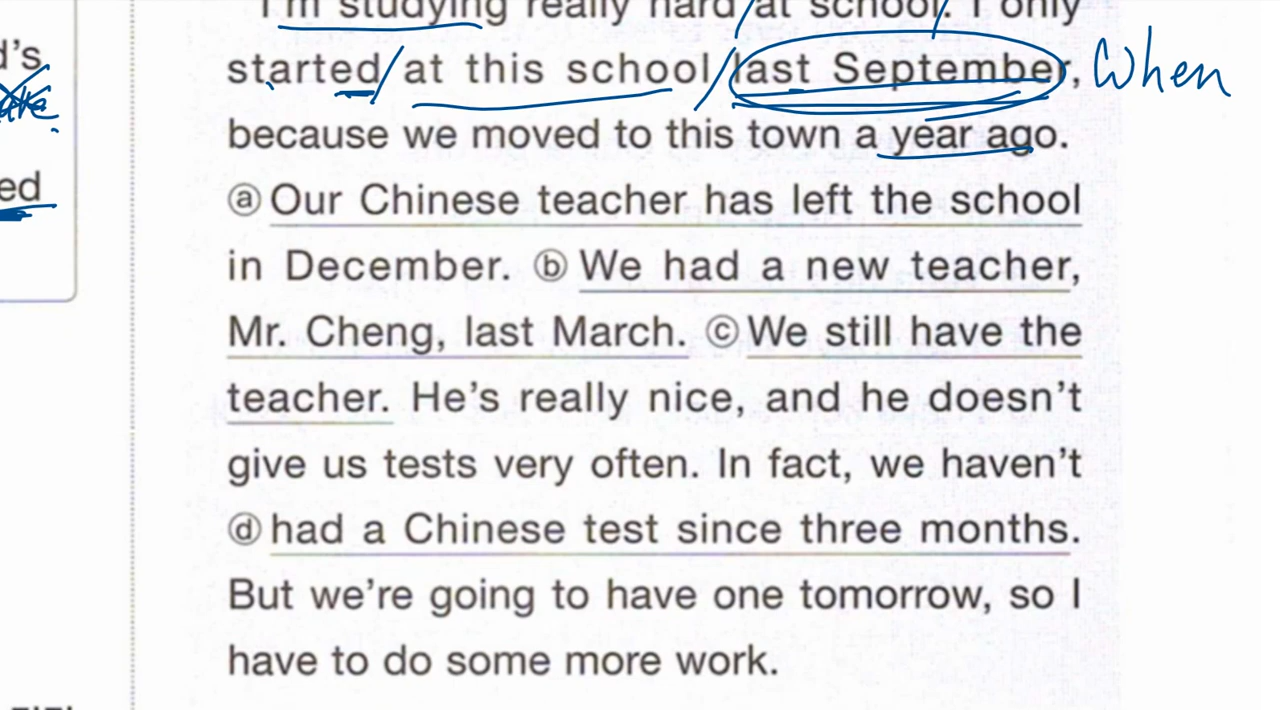 I'm studying really hard at school. I only
started at this school last September, When
because we moved to this town a year ago.
ⓐ Our Chinese teacher has left the school
in December. ⓑ We had a new teacher,
Mr. Cheng, last March. ⓒ We still have the
teacher. He's really nice, and he doesn't
give us tests very often. In fact, we haven't
ⓓ had a Chinese test since three months.
But we're going to have one tomorrow, so I
have to do some more work.
d's
ed